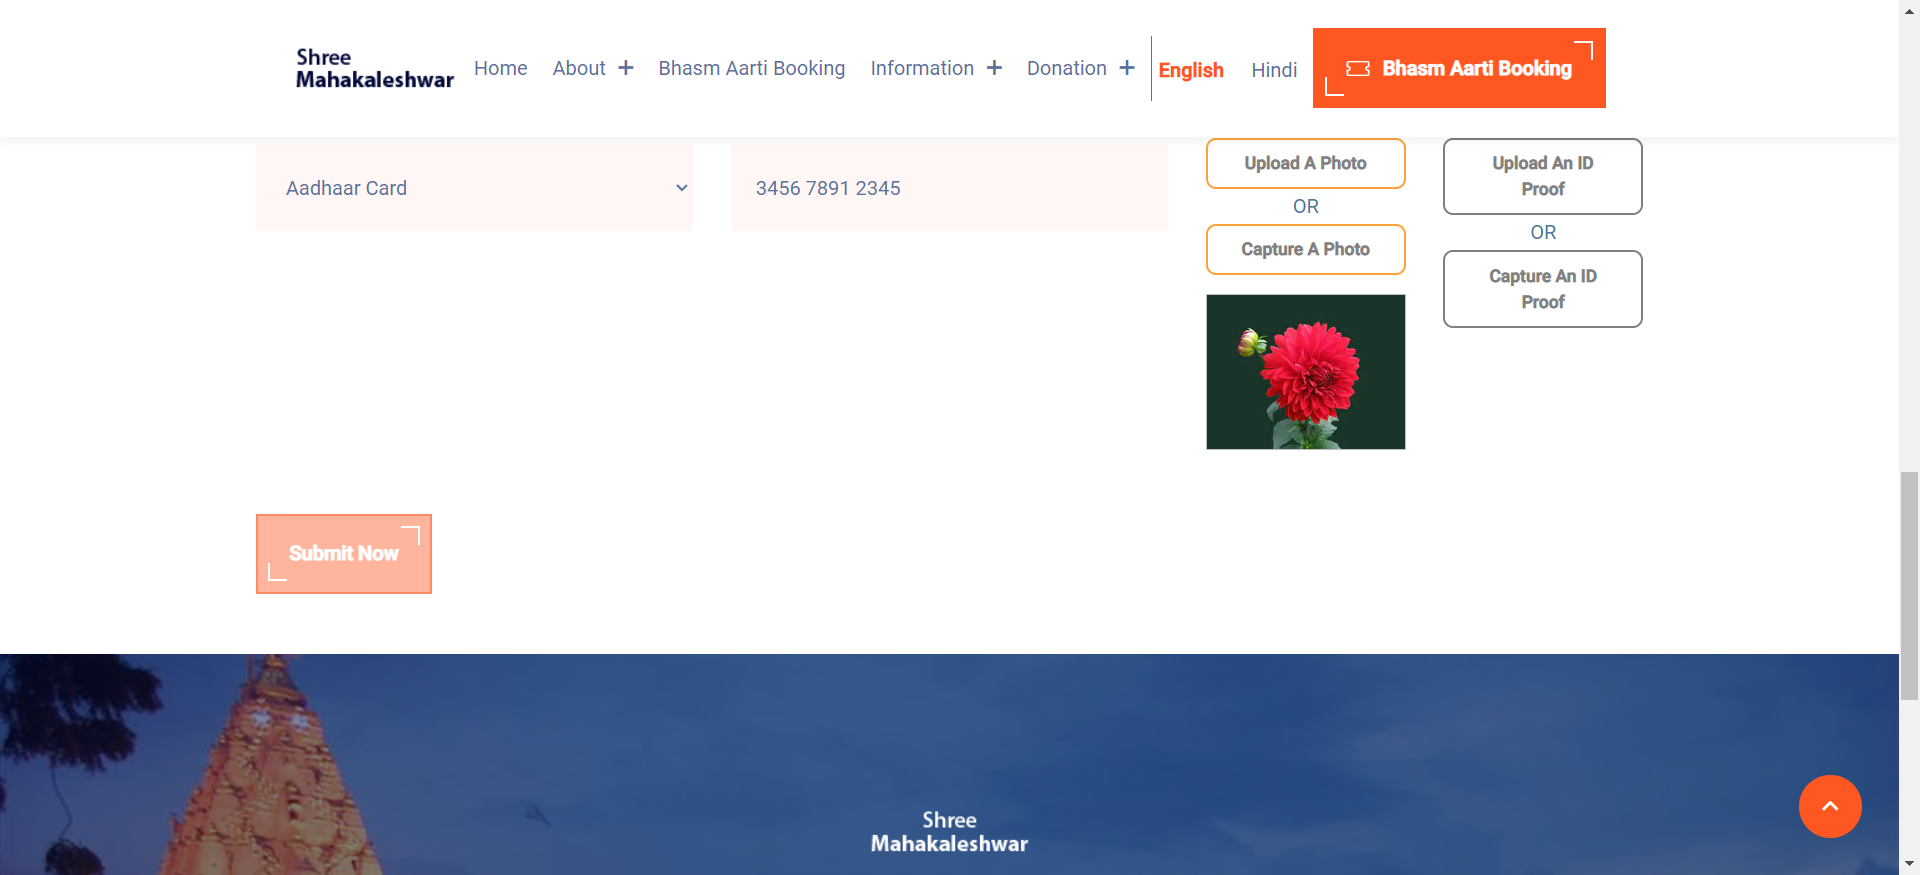 Shree
Mahakaleshwar
Home
About
Bhasm Aarti Booking
Information
Donation
English
Hindi
Bhasm Aarti Booking
Aadhaar Card
3456 7891 2345
Upload A Photo
OR
Capture A Photo
Upload An ID
Proof
OR
Capture An ID
Proof
Submit Now
Shree
Mahakaleshwar